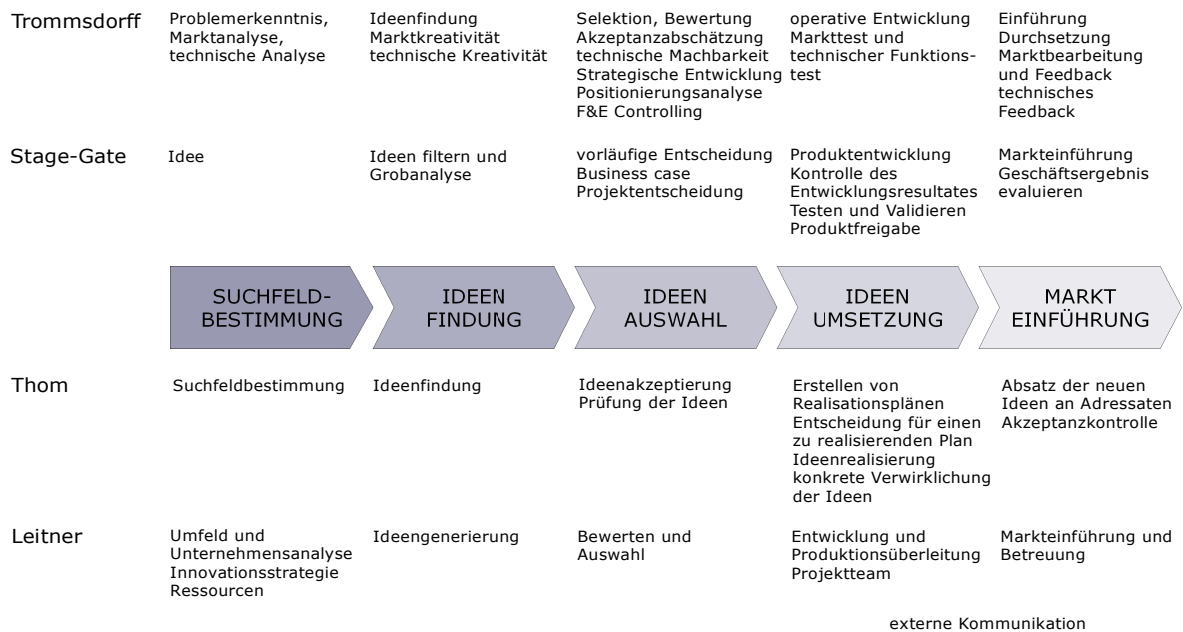 Trommsdorff
Problemerkenntnis,
Marktanalyse,
technische Analyse
Ideenfindung
Marktkreativität
technische Kreativität
Selektion, Bewertung
Akzeptanzabschätzung
technische Machbarkeit
Strategische Entwicklung
Positionierungsanalyse
F&E Controlling
operative Entwicklung
Markttest und
technischer Funktions-
test
Einführung
Durchsetzung
Marktbearbeitung
und Feedback
technisches
Feedback
Stage-Gate
Idee
Ideen filtern und
Grobanalyse
vorläufige Entscheidung
Business case
Projektentscheidung
Produktentwicklung
Kontrolle des
Entwicklungsresultates
Testen und Validieren
Produktfreigabe
Markteinführung
Geschäftsergebnis
evaluieren
SUCHFELD-
BESTIMMUNG
IDEEN
FINDUNG
IDEEN
AUSWAHL
IDEEN
UMSETZUNG
MARKT
EINFÜHRUNG
Thom
Suchfeldbestimmung
Ideenfindung
Ideenakzeptierung
Prüfung der Ideen
Erstellen von
Realisationsplänen
Entscheidung für einen
zu realisierenden Plan
Ideenrealisierung
konkrete Verwirklichung
der Ideen
Absatz der neuen
Ideen an Adressaten
Akzeptanzkontrolle
Leitner
Umfeld und
Unternehmensanalyse
Innovationsstrategie
Ressourcen
Ideengenerierung
Bewerten und
Auswahl
Entwicklung und
Produktionsüberleitung
Projektteam
Markteinführung und
Betreuung
externe Kommunikation